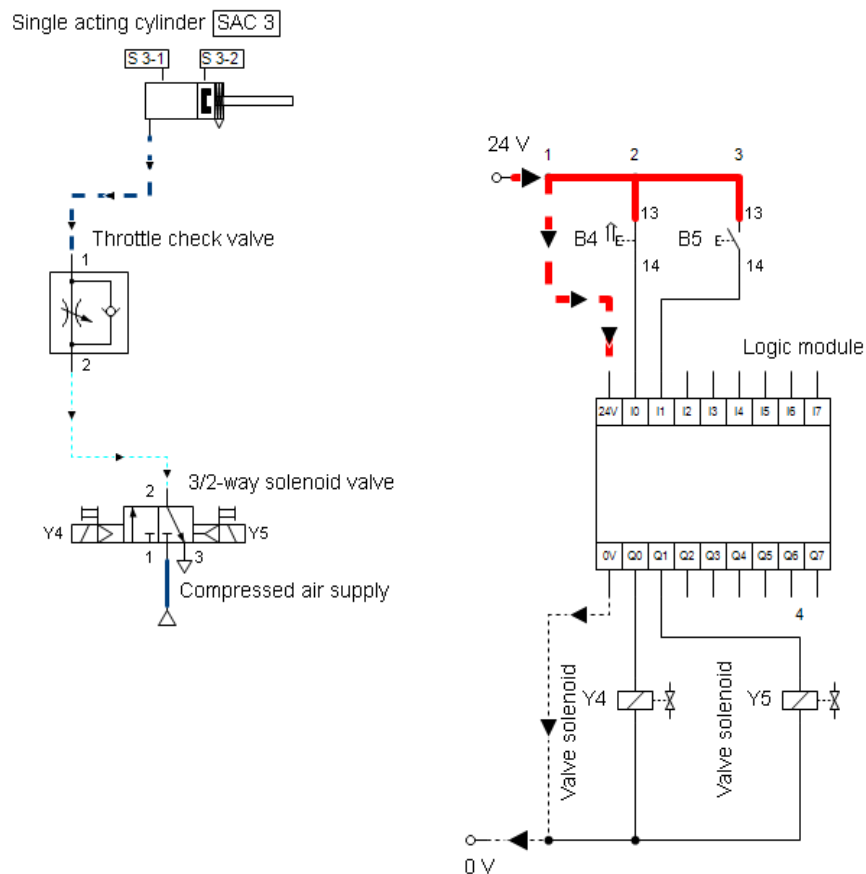 Single acting cylinder SAC 3
S 3-1 S 3-2
Throttle check valve
1
2
3/2-way solenoid valve
2
Y4 Y5
1 3
Compressed air supply
24 V
1 2 3
13 13
B4 B5
14 14
Logic module
24V I0 I1 I2 I3 I4 I5 I6 I7
0V Q0 Q1 Q2 Q3 Q4 Q5 Q6 Q7
4
Valve solenoid
Y4
Valve solenoid
Y5
0 V